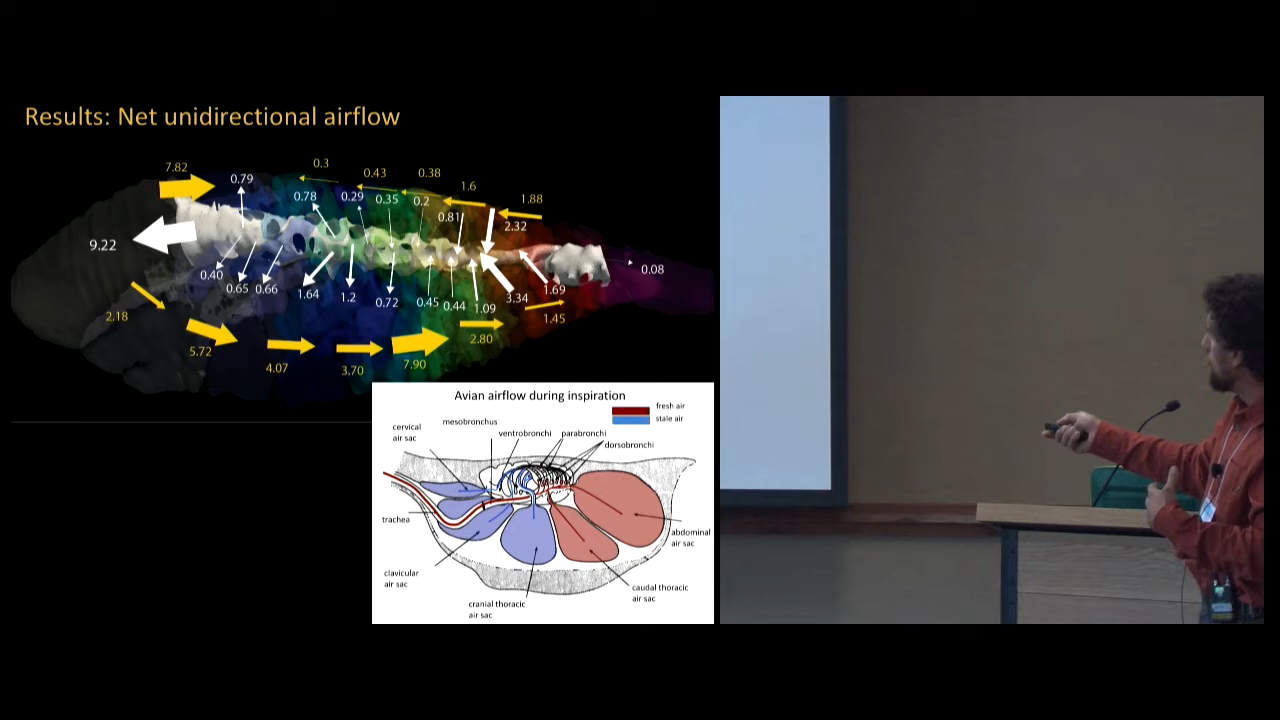 Results: Net unidirectional airflow
7.82
0.79
0.3
0.43
0.38
1.6
1.88
0.78
0.29
0.35
0.2
0.81
2.32
9.22
0.08
0.40
0.65
0.66
1.64
1.2
0.72
0.45
0.44
1.09
3.34
1.69
2.18
5.72
4.07
3.70
7.90
2.80
1.45
Avian airflow during inspiration
fresh air
stale air
mesobronchus
cervical
air sac
ventrobronchi
parabronchi
dorsobronchi
trachea
abdominal
air sac
clavicular
air sac
caudal thoracic
air sac
cranial thoracic
air sac